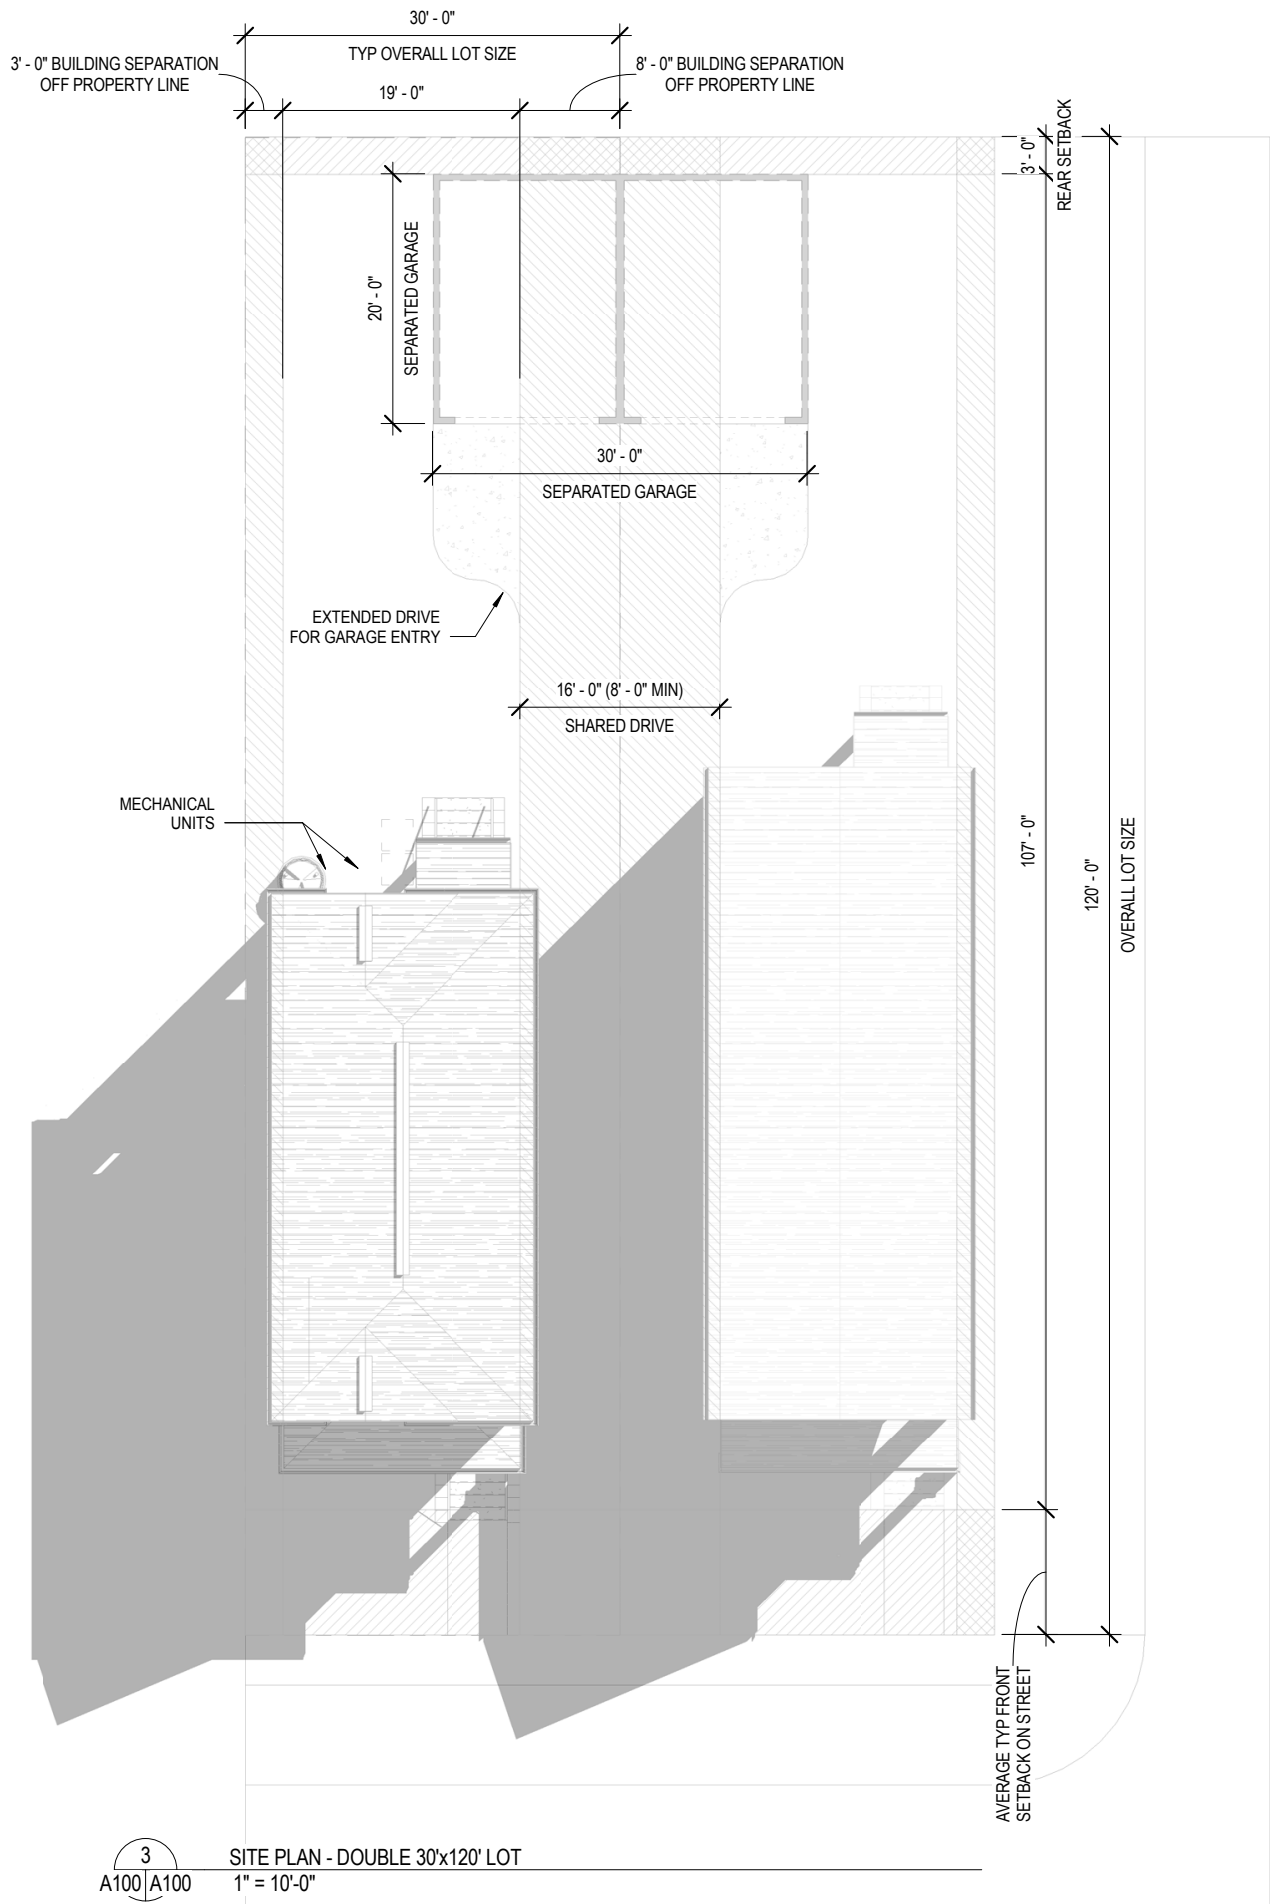 30' - 0"
TYP OVERALL LOT SIZE
3' - 0" BUILDING SEPARATION
OFF PROPERTY LINE
8' - 0" BUILDING SEPARATION
OFF PROPERTY LINE
19' - 0"
3' - 0"
REAR SETBACK
20' - 0"
SEPARATED GARAGE
30' - 0"
SEPARATED GARAGE
EXTENDED DRIVE
FOR GARAGE ENTRY
16' - 0" (8' - 0" MIN)
SHARED DRIVE
MECHANICAL
UNITS
107' - 0"
120' - 0"
OVERALL LOT SIZE
AVERAGE TYP FRONT
SETBACK ON STREET
3
A100 A100
SITE PLAN - DOUBLE 30'x120' LOT
1" = 10'-0"